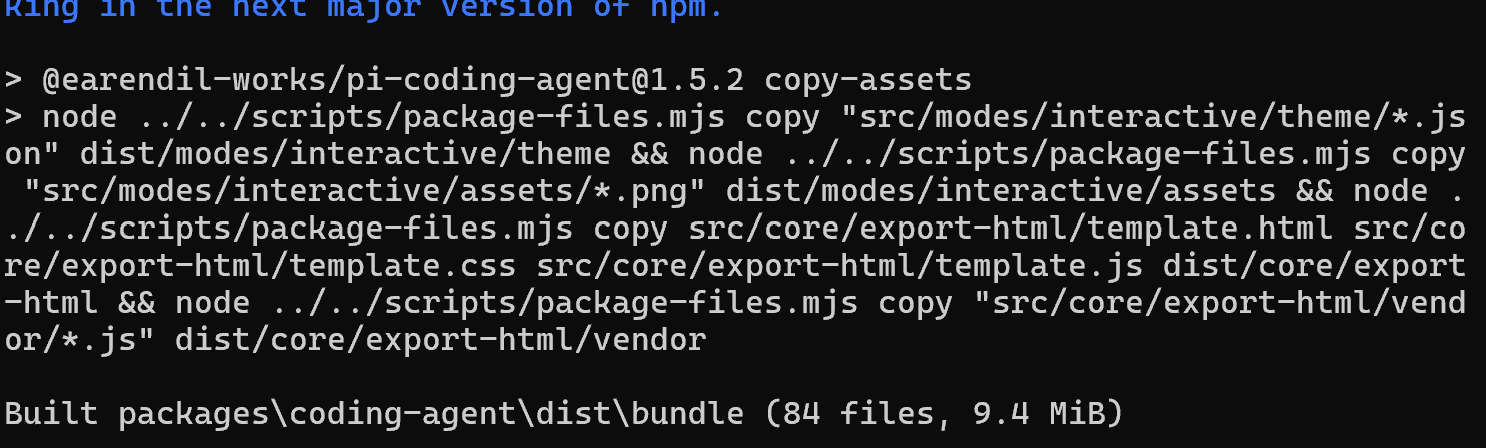 king in the next major version of npm.
> @earendil-works/pi-coding-agent@1.5.2 copy-assets
> node ../../scripts/package-files.mjs copy "src/modes/interactive/theme/*.js
on" dist/modes/interactive/theme && node ../../scripts/package-files.mjs copy
 "src/modes/interactive/assets/*.png" dist/modes/interactive/assets && node .
./../scripts/package-files.mjs copy src/core/export-html/template.html src/co
re/export-html/template.css src/core/export-html/template.js dist/core/export
-html && node ../../scripts/package-files.mjs copy "src/core/export-html/vend
or/*.js" dist/core/export-html/vendor
Built packages\coding-agent\dist\bundle (84 files, 9.4 MiB)